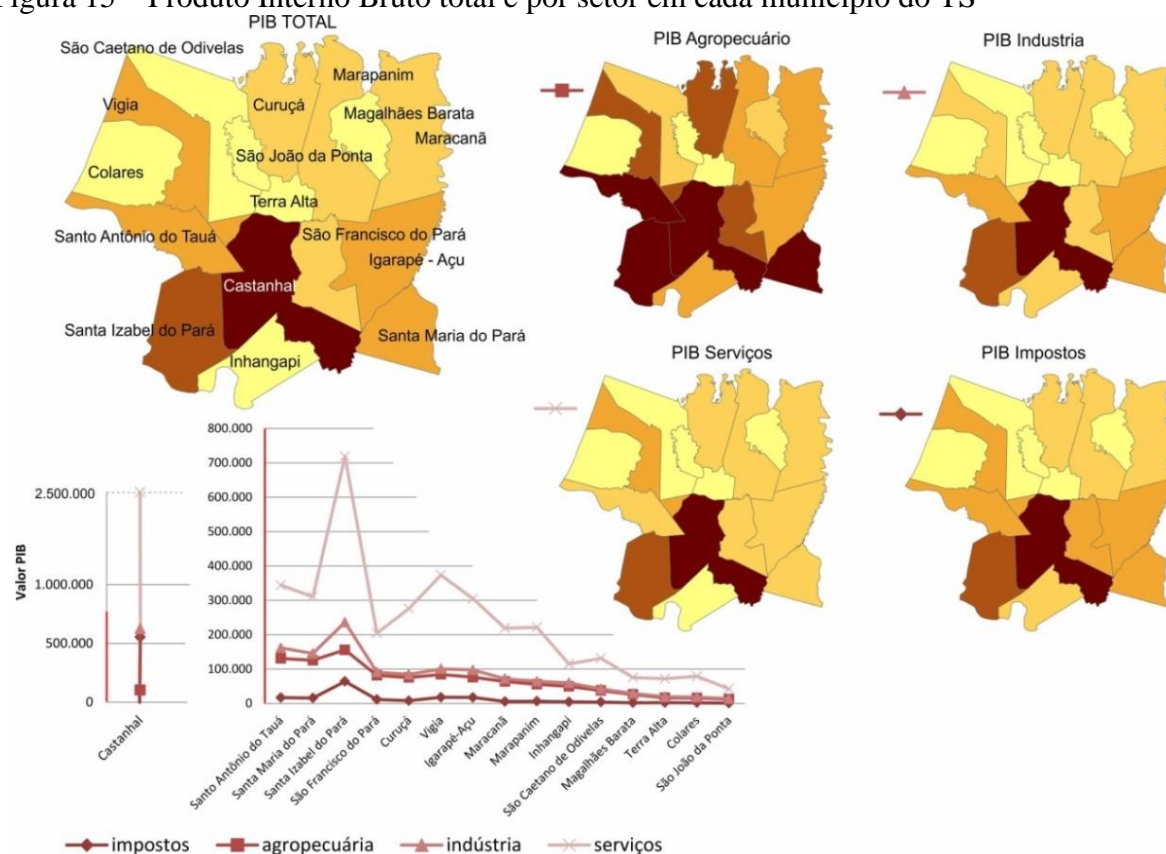 Figura 15 – Produto Interno Bruto total e por setor em cada município do TS
PIB TOTAL
São Caetano de Odivelas
Marapanim
Vigia
Curuçá
Magalhães Barata
Maracanã
São João da Ponta
Colares
Terra Alta
Santo Antônio do Tauá
São Francisco do Pará
Igarapé - Açu
Castanhal
Santa Izabel do Pará
Santa Maria do Pará
Inhangapi
PIB Agropecuário
PIB Industria
PIB Serviços
PIB Impostos
Valor PIB
2.500.000
1.000.000
500.000
0
Castanhal
800.000
700.000
600.000
500.000
400.000
300.000
200.000
100.000
0
Santo Antônio do Tauá
Santa Maria do Pará
Santa Izabel do Pará
São Francisco do Pará
Curuçá
Vigia
Igarapé-Açu
Maracanã
Marapanim
Inhangapi
São Caetano de Odivelas
Magalhães Barata
Terra Alta
Colares
São João da Ponta
impostos
agropecuária
indústria
serviços